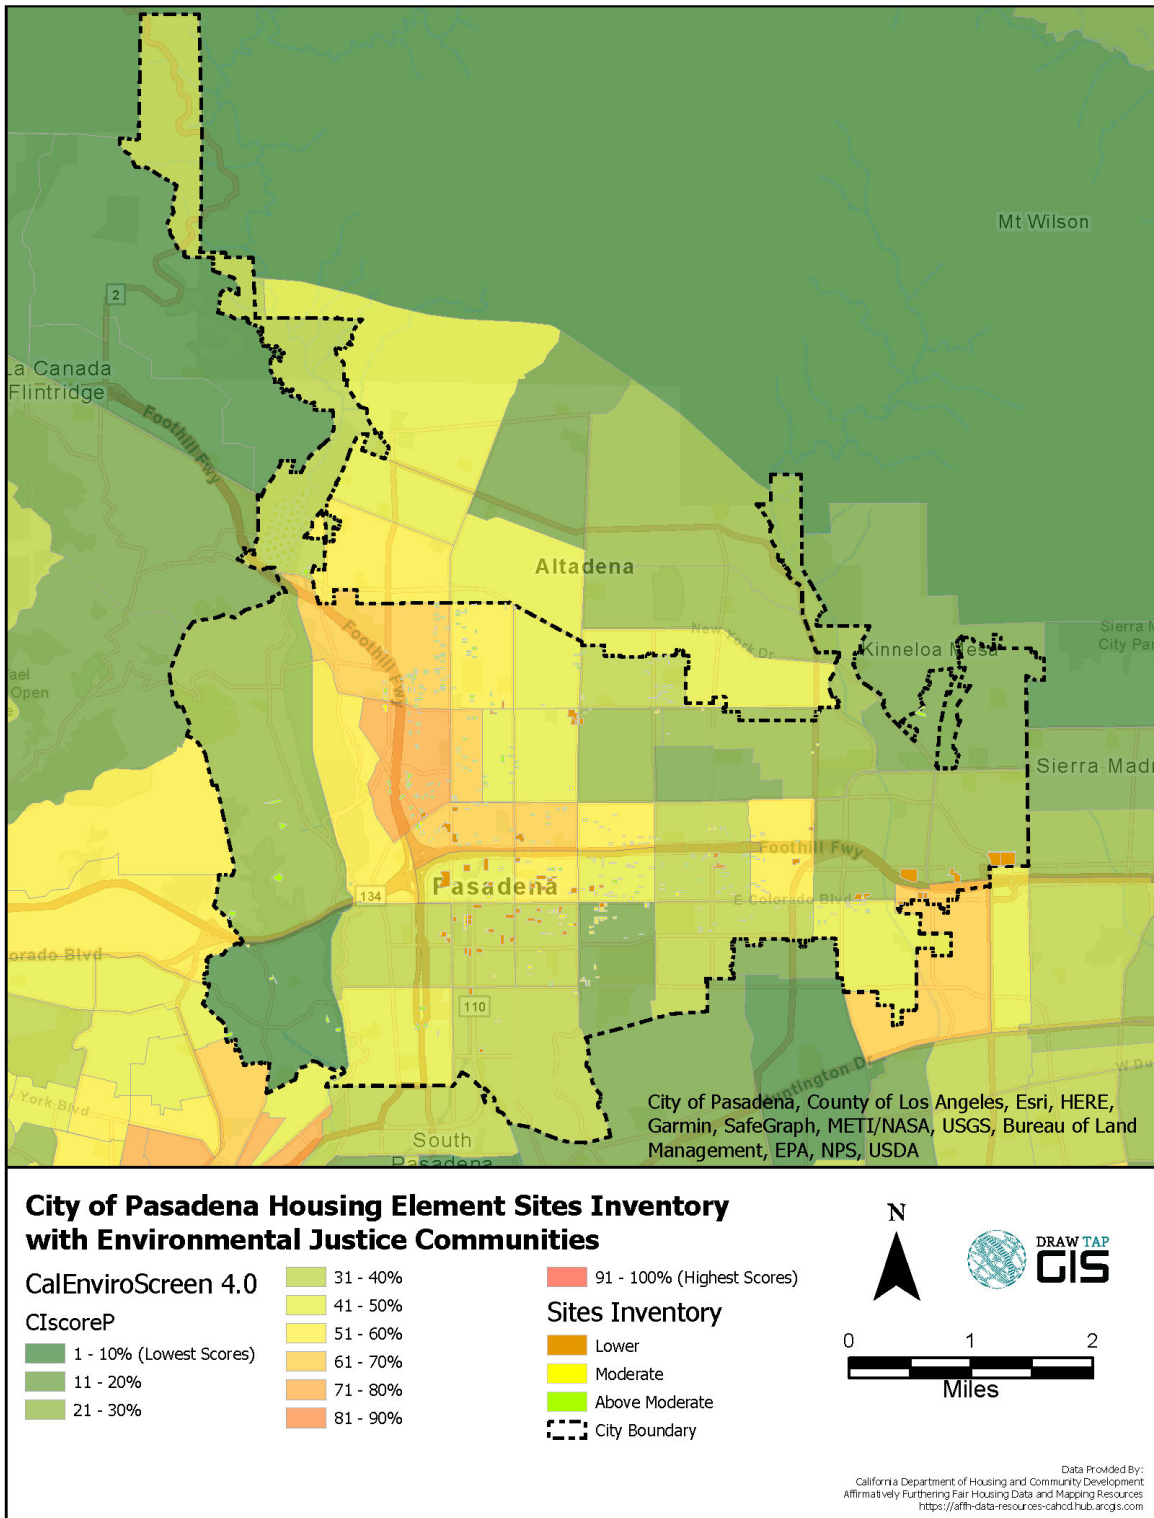 Mt Wilson
2
La Canada
Flintridge
Foothill Fwy
Altadena
New York Dr
Kinneloa Mesa
Sierra M
City Par
ael
Open
e
Foothill Fwy
Sierra Madr
Foothill Fwy
Pasadena
134
E Colorado Blvd
orado Blvd
110
York Blvd
Huntington Dr
W Du
South
Pasadena
City of Pasadena, County of Los Angeles, Esri, HERE,
Garmin, SafeGraph, METI/NASA, USGS, Bureau of Land
Management, EPA, NPS, USDA
City of Pasadena Housing Element Sites Inventory
with Environmental Justice Communities
CalEnviroScreen 4.0
CIscoreP
1 - 10% (Lowest Scores)
11 - 20%
21 - 30%
31 - 40%
41 - 50%
51 - 60%
61 - 70%
71 - 80%
81 - 90%
91 - 100% (Highest Scores)
Sites Inventory
Lower
Moderate
Above Moderate
City Boundary
N
DRAW TAP
GIS
0 1 2
Miles
Data Provided By:
California Department of Housing and Community Development
Affirmatively Furthering Fair Housing Data and Mapping Resources
https://affh-data-resources-cahcd.hub.arcgis.com